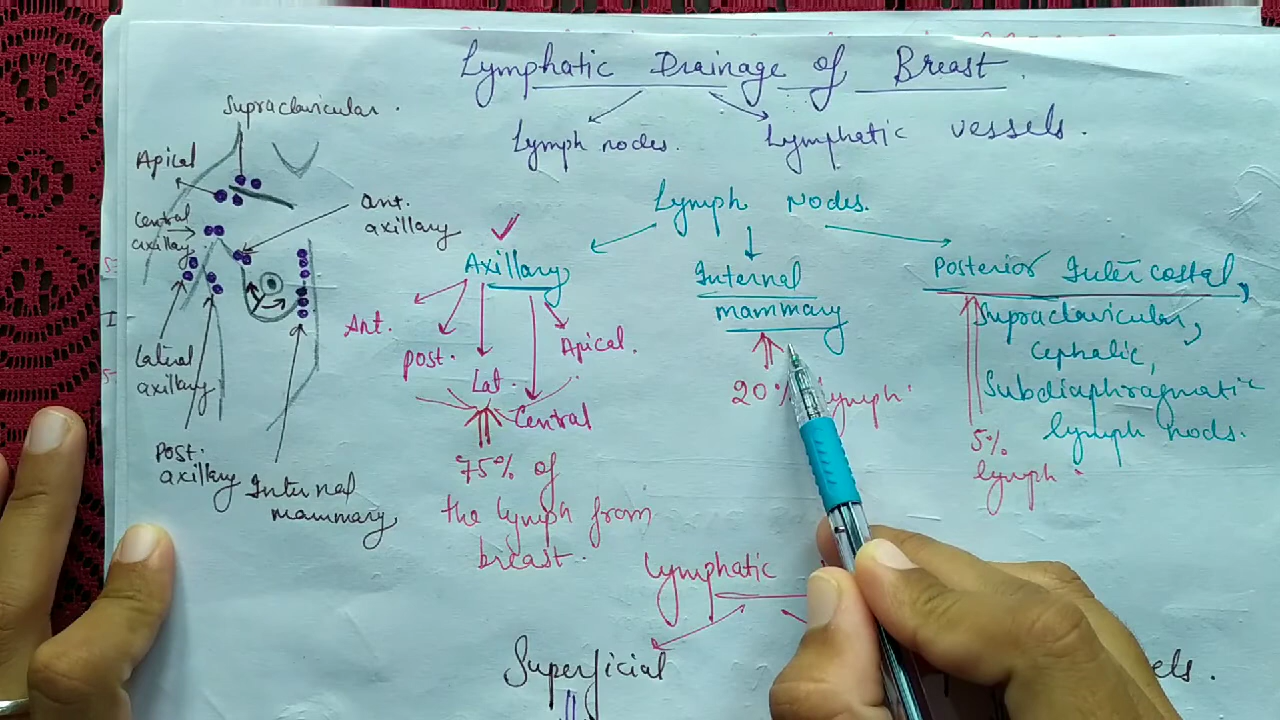 Lymphatic Drainage of Breast.
Lymph nodes.
Lymphatic vessels.
Supraclavicular.
Apical
Central
axillary
ant.
axillary
Lateral
axillary
Post.
axillary
Internal
mammary
Lymph Nodes.
Axillary
Ant.
Post.
Lat.
Central
Apical.
75% of
the lymph from
breast.
Internal
mammary
20% lymph.
Posterior Intercostal,
Supraclavicular,
Cephalic,
Subdiaphragmatic
lymph nods.
5%
lymph.
Lymphatic
Superficial